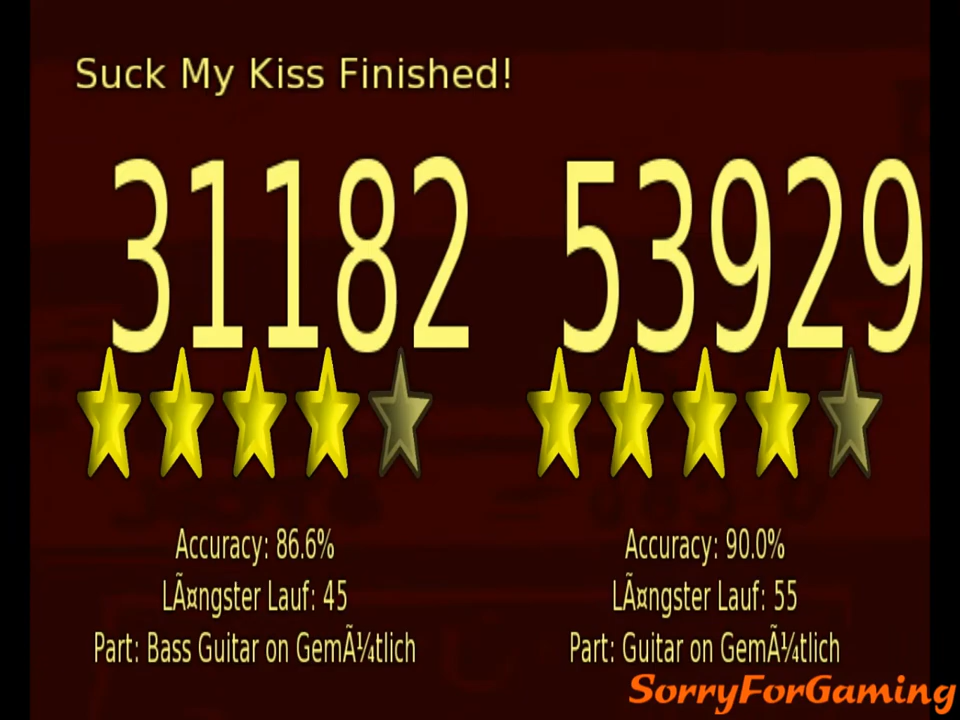 Suck My Kiss Finished!
31182 53929
Accuracy: 86.6% Accuracy: 90.0%
LÃ¤ngster Lauf: 45 LÃ¤ngster Lauf: 55
Part: Bass Guitar on GemÃ¼tlich Part: Guitar on GemÃ¼tlich
SorryForGaming